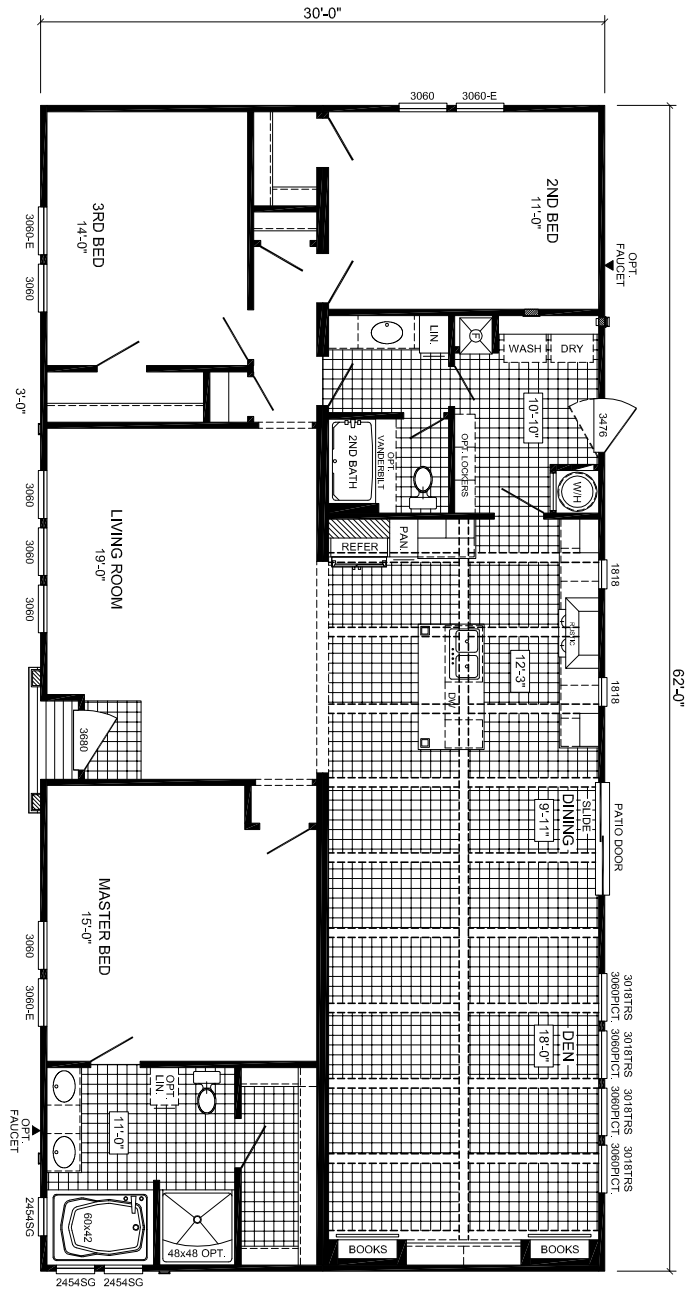 30'-0"
3060
3060-E
2ND BED
11'-0"
OPT.
FAUCET
3RD BED
14'-0"
3060-E
3060
LIN.
F
WASH
DRY
3'-0"
10'-10"
3476
2ND BATH
OPT.
VANDERBILT
OPT. LOCKERS
W/H
3060
3060
3060
LIVING ROOM
19'-0"
REFER
PAN.
1818
RUSTIC
12'-3"
DW
1818
62'-0"
3680
DINING
9'-11"
SLIDE
PATIO DOOR
MASTER BED
15'-0"
3060
3060-E
DEN
18'-0"
3018TRS
3060PICT.
3018TRS
3060PICT.
3018TRS
3060PICT.
3018TRS
3060PICT.
OPT.
LIN.
11'-0"
OPT.
FAUCET
2454SG
60x42
48x48 OPT.
BOOKS
BOOKS
2454SG
2454SG